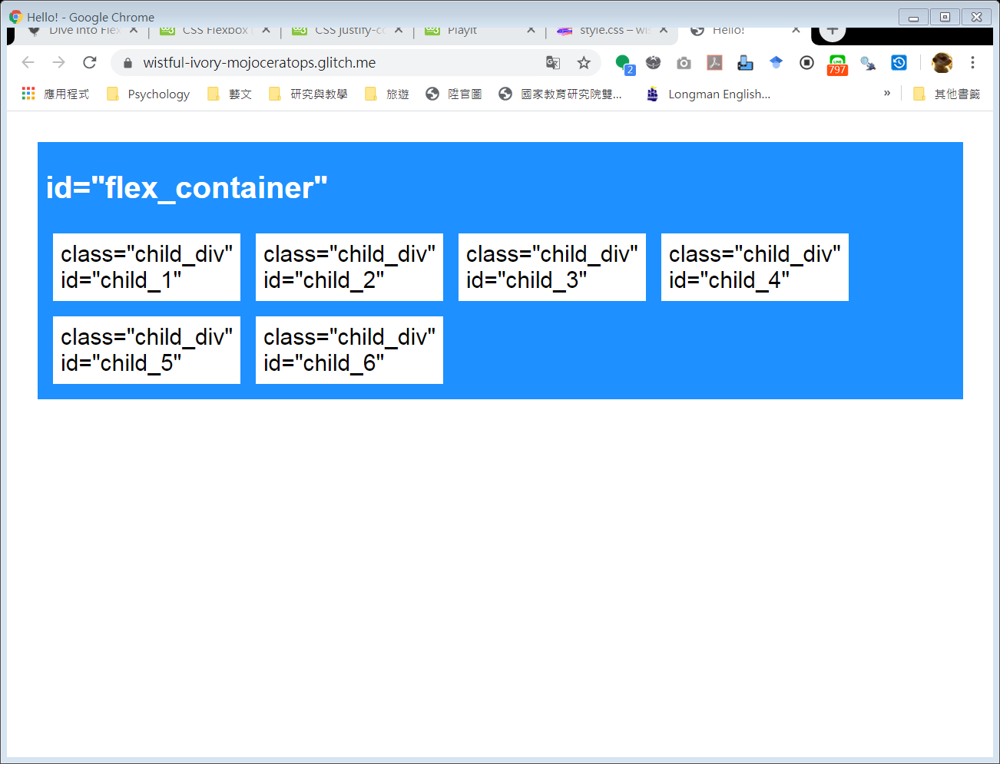 Hello! - Google Chrome
Dive Into Flex CSS Flexbox CSS justify-co PlayIt style.css – wis Hello!
wistful-ivory-mojoceratops.glitch.me 2 797
應用程式 Psychology 藝文 研究與教學 旅遊 陞官圖 國家教育研究院雙... Longman English... » 其他書籤
id="flex_container"
class="child_div" class="child_div" class="child_div" class="child_div"
id="child_1" id="child_2" id="child_3" id="child_4"
class="child_div" class="child_div"
id="child_5" id="child_6"